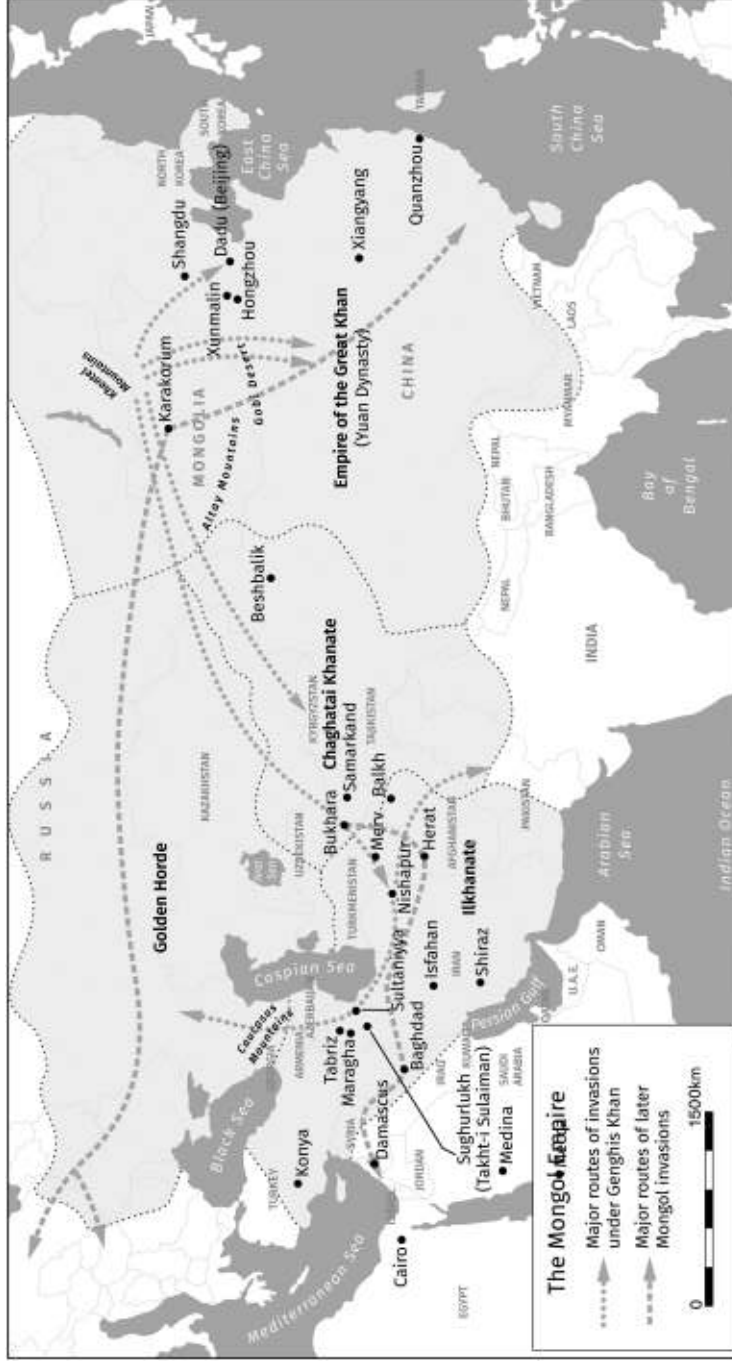 RUSSIA
JAPAN
Golden Horde
KAZAKHSTAN
Khentei
Mountains
Karakorum
MONGOLIA
Altay Mountains
Gobi Desert
Shangdu
NORTH
KOREA
SOUTH
KOREA
Xunmalin
Dadu (Beijing)
Hongzhou
East
China
Sea
Beshbalik
Empire of the Great Khan
(Yuan Dynasty)
CHINA
Xiangyang
Quanzhou
TAIWAN
South
China
Sea
Black Sea
Caucasus
Mountains
ARMENIA
AZERBAIJAN
Caspian Sea
UZBEKISTAN
TURKMENISTAN
KYRGYZSTAN
Chaghatai Khanate
TAJIKISTAN
Bukhara
Samarkand
Merv
Balkh
Nishapur
Herat
AFGHANISTAN
Ilkhanate
PAKISTAN
TURKEY
Konya
Tabriz
Maragha
Sultaniyya
SYRIA
Damascus
Baghdad
IRAQ
Isfahan
IRAN
Shiraz
Mediterranean Sea
JORDAN
Cairo
EGYPT
Sughurlukh
(Takht-i Sulaiman)
Medina
KUWAIT
SAUDI
ARABIA
Persian Gulf
U.A.E.
OMAN
Arabian
Sea
Indian Ocean
INDIA
NEPAL
NEPAL
BHUTAN
BANGLADESH
MYANMAR
LAOS
VIETNAM
Bay
of
Bengal
The Mongol Empire
Major routes of invasions
under Genghis Khan
Major routes of later
Mongol invasions
0
1500km